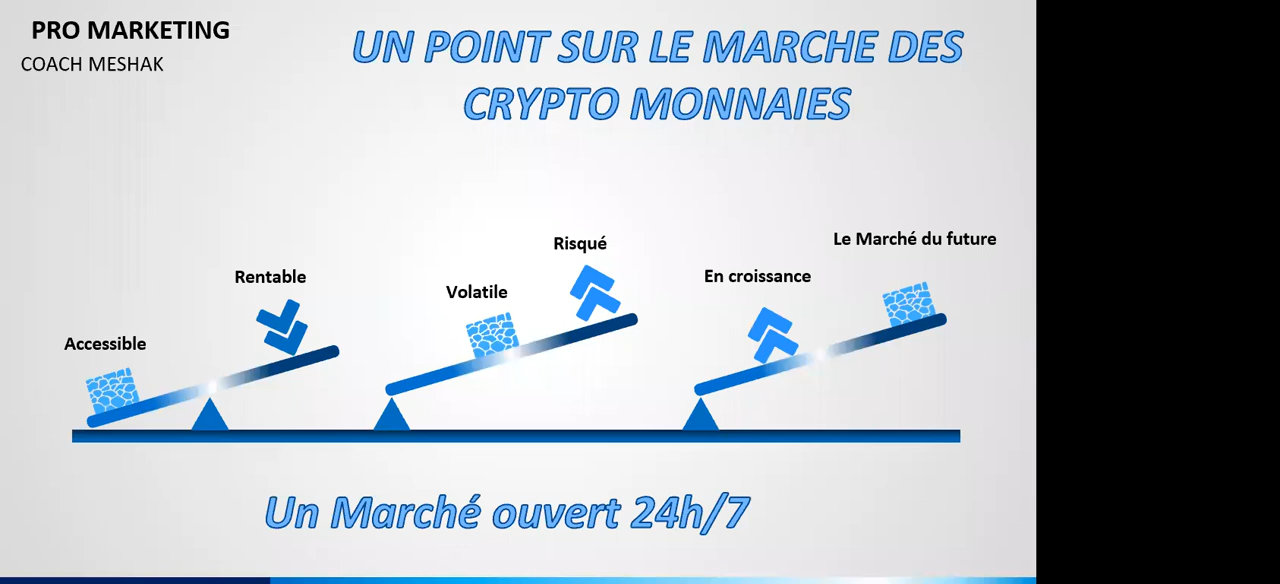 PRO MARKETING
COACH MESHAK
UN POINT SUR LE MARCHE DES
CRYPTO MONNAIES
Accessible
Rentable
Volatile
Risqué
En croissance
Le Marché du future
Un Marché ouvert 24h/7